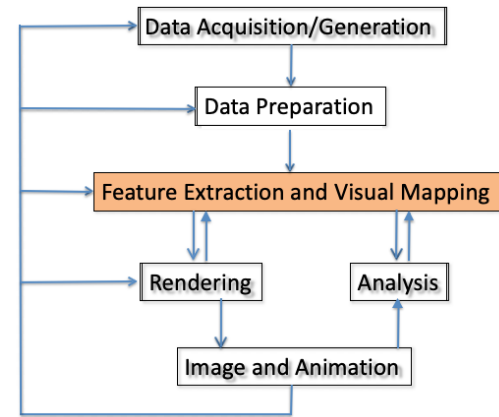 Data Acquisition/Generation
Data Preparation
Feature Extraction and Visual Mapping
Rendering
Analysis
Image and Animation